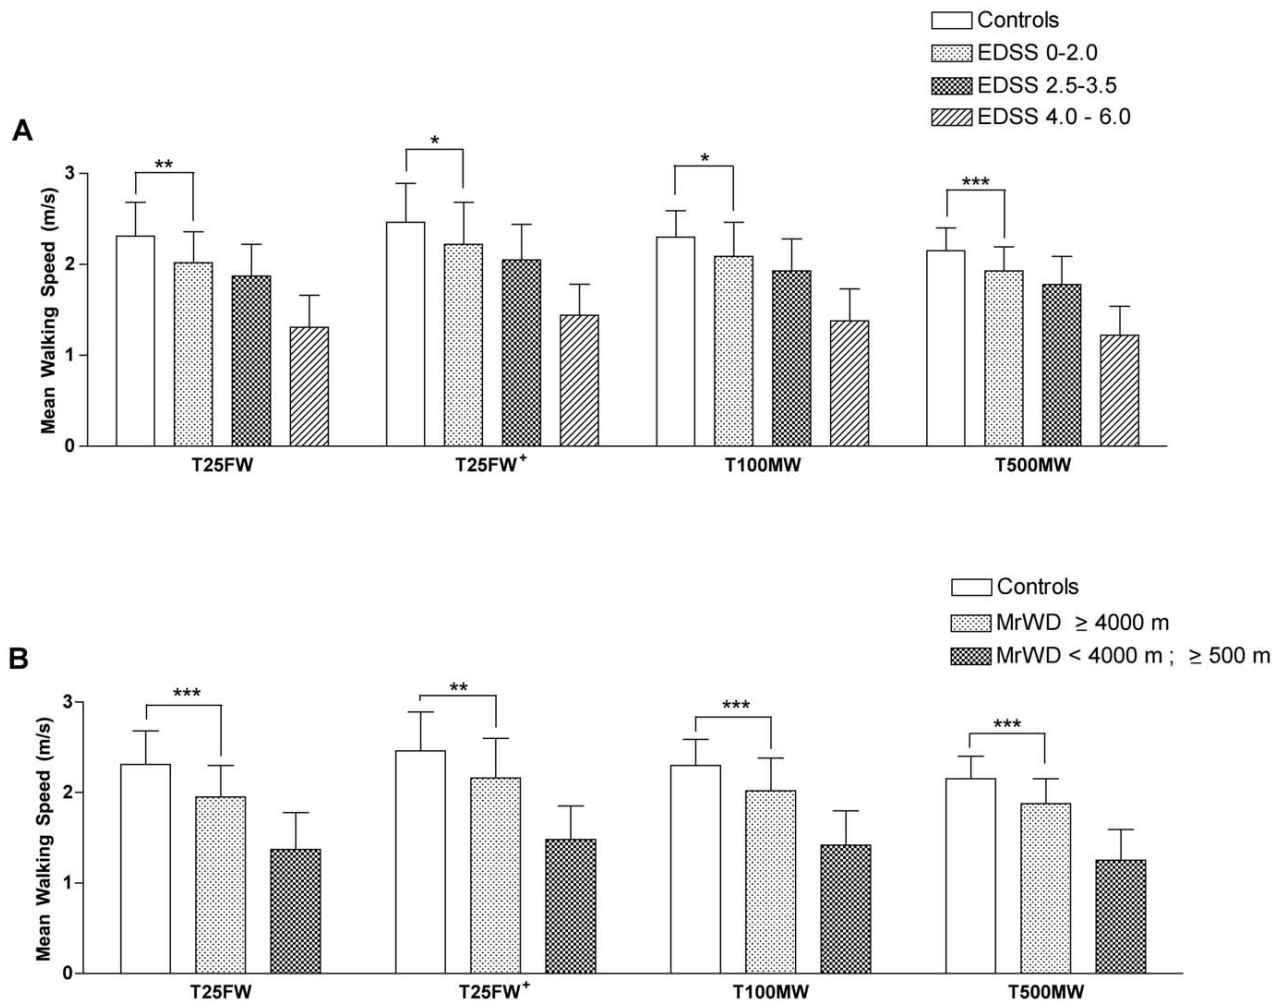 Controls
EDSS 0-2.0
EDSS 2.5-3.5
EDSS 4.0 - 6.0
A
Mean Walking Speed (m/s)
3
2
1
0
**
*
*
***
T25FW
T25FW+
T100MW
T500MW
Controls
MrWD ≥ 4000 m
MrWD < 4000 m ; ≥ 500 m
B
Mean Walking Speed (m/s)
3
2
1
0
***
**
***
***
T25FW
T25FW+
T100MW
T500MW